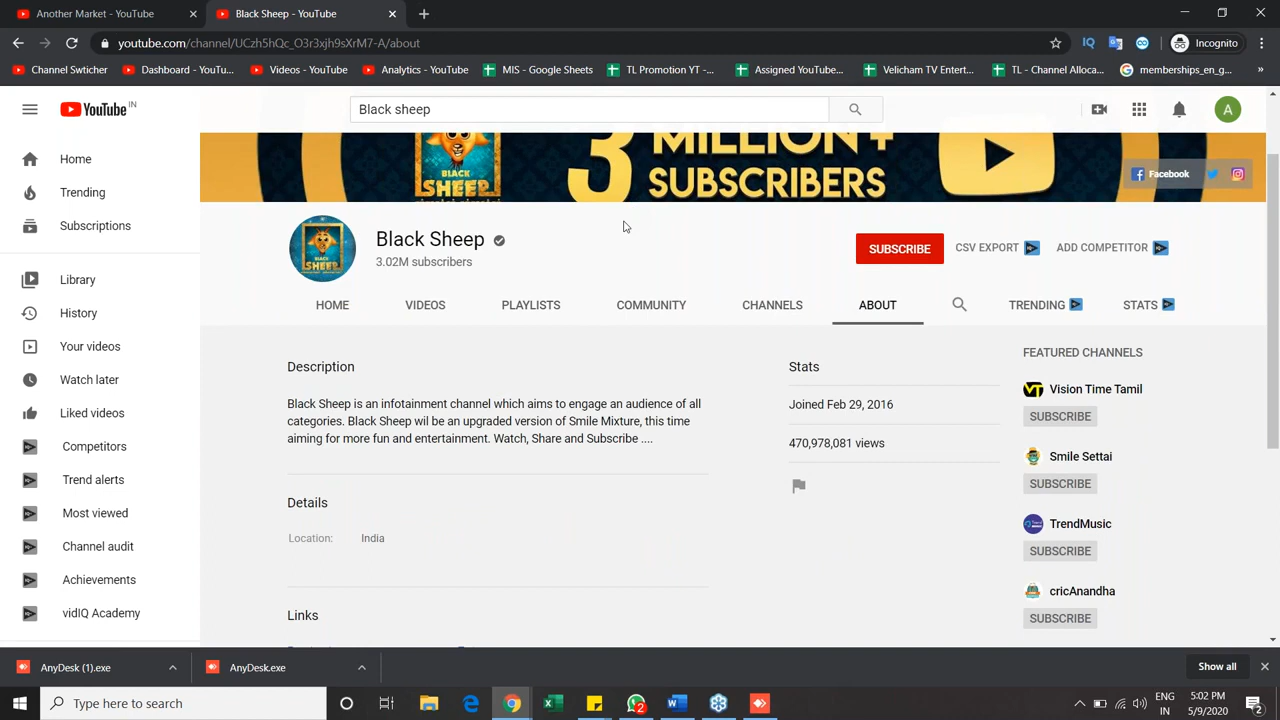 Another Market - YouTube
Black Sheep - YouTube
youtube.com/channel/UCzh5hQc_O3r3xjh9sXrM7-A/about
IQ
Incognito
Channel Swticher
Dashboard - YouTu...
Videos - YouTube
Analytics - YouTube
MIS - Google Sheets
TL Promotion YT -...
Assigned YouTube...
Velicham TV Entert...
TL - Channel Alloca...
memberships_en_g...
»
YouTube IN
Black sheep
A
Home
Trending
Subscriptions
Library
History
Your videos
Watch later
Liked videos
Competitors
Trend alerts
Most viewed
Channel audit
Achievements
vidIQ Academy
BLACK
SHEEP
3 MILLION+
SUBSCRIBERS
Facebook
BLACK
SHEEP
Black Sheep
3.02M subscribers
SUBSCRIBE
CSV EXPORT
ADD COMPETITOR
HOME
VIDEOS
PLAYLISTS
COMMUNITY
CHANNELS
ABOUT
TRENDING
STATS
Description
Black Sheep is an infotainment channel which aims to engage an audience of all
categories. Black Sheep wil be an upgraded version of Smile Mixture, this time
aiming for more fun and entertainment. Watch, Share and Subscribe ....
Details
Location: India
Links
Stats
Joined Feb 29, 2016
470,978,081 views
FEATURED CHANNELS
VT
Vision Time Tamil
SUBSCRIBE
Smile Settai
SUBSCRIBE
TrendMusic
SUBSCRIBE
cricAnandha
SUBSCRIBE
AnyDesk (1).exe
AnyDesk.exe
Show all
Type here to search
2
ENG
IN
5:02 PM
5/9/2020
2